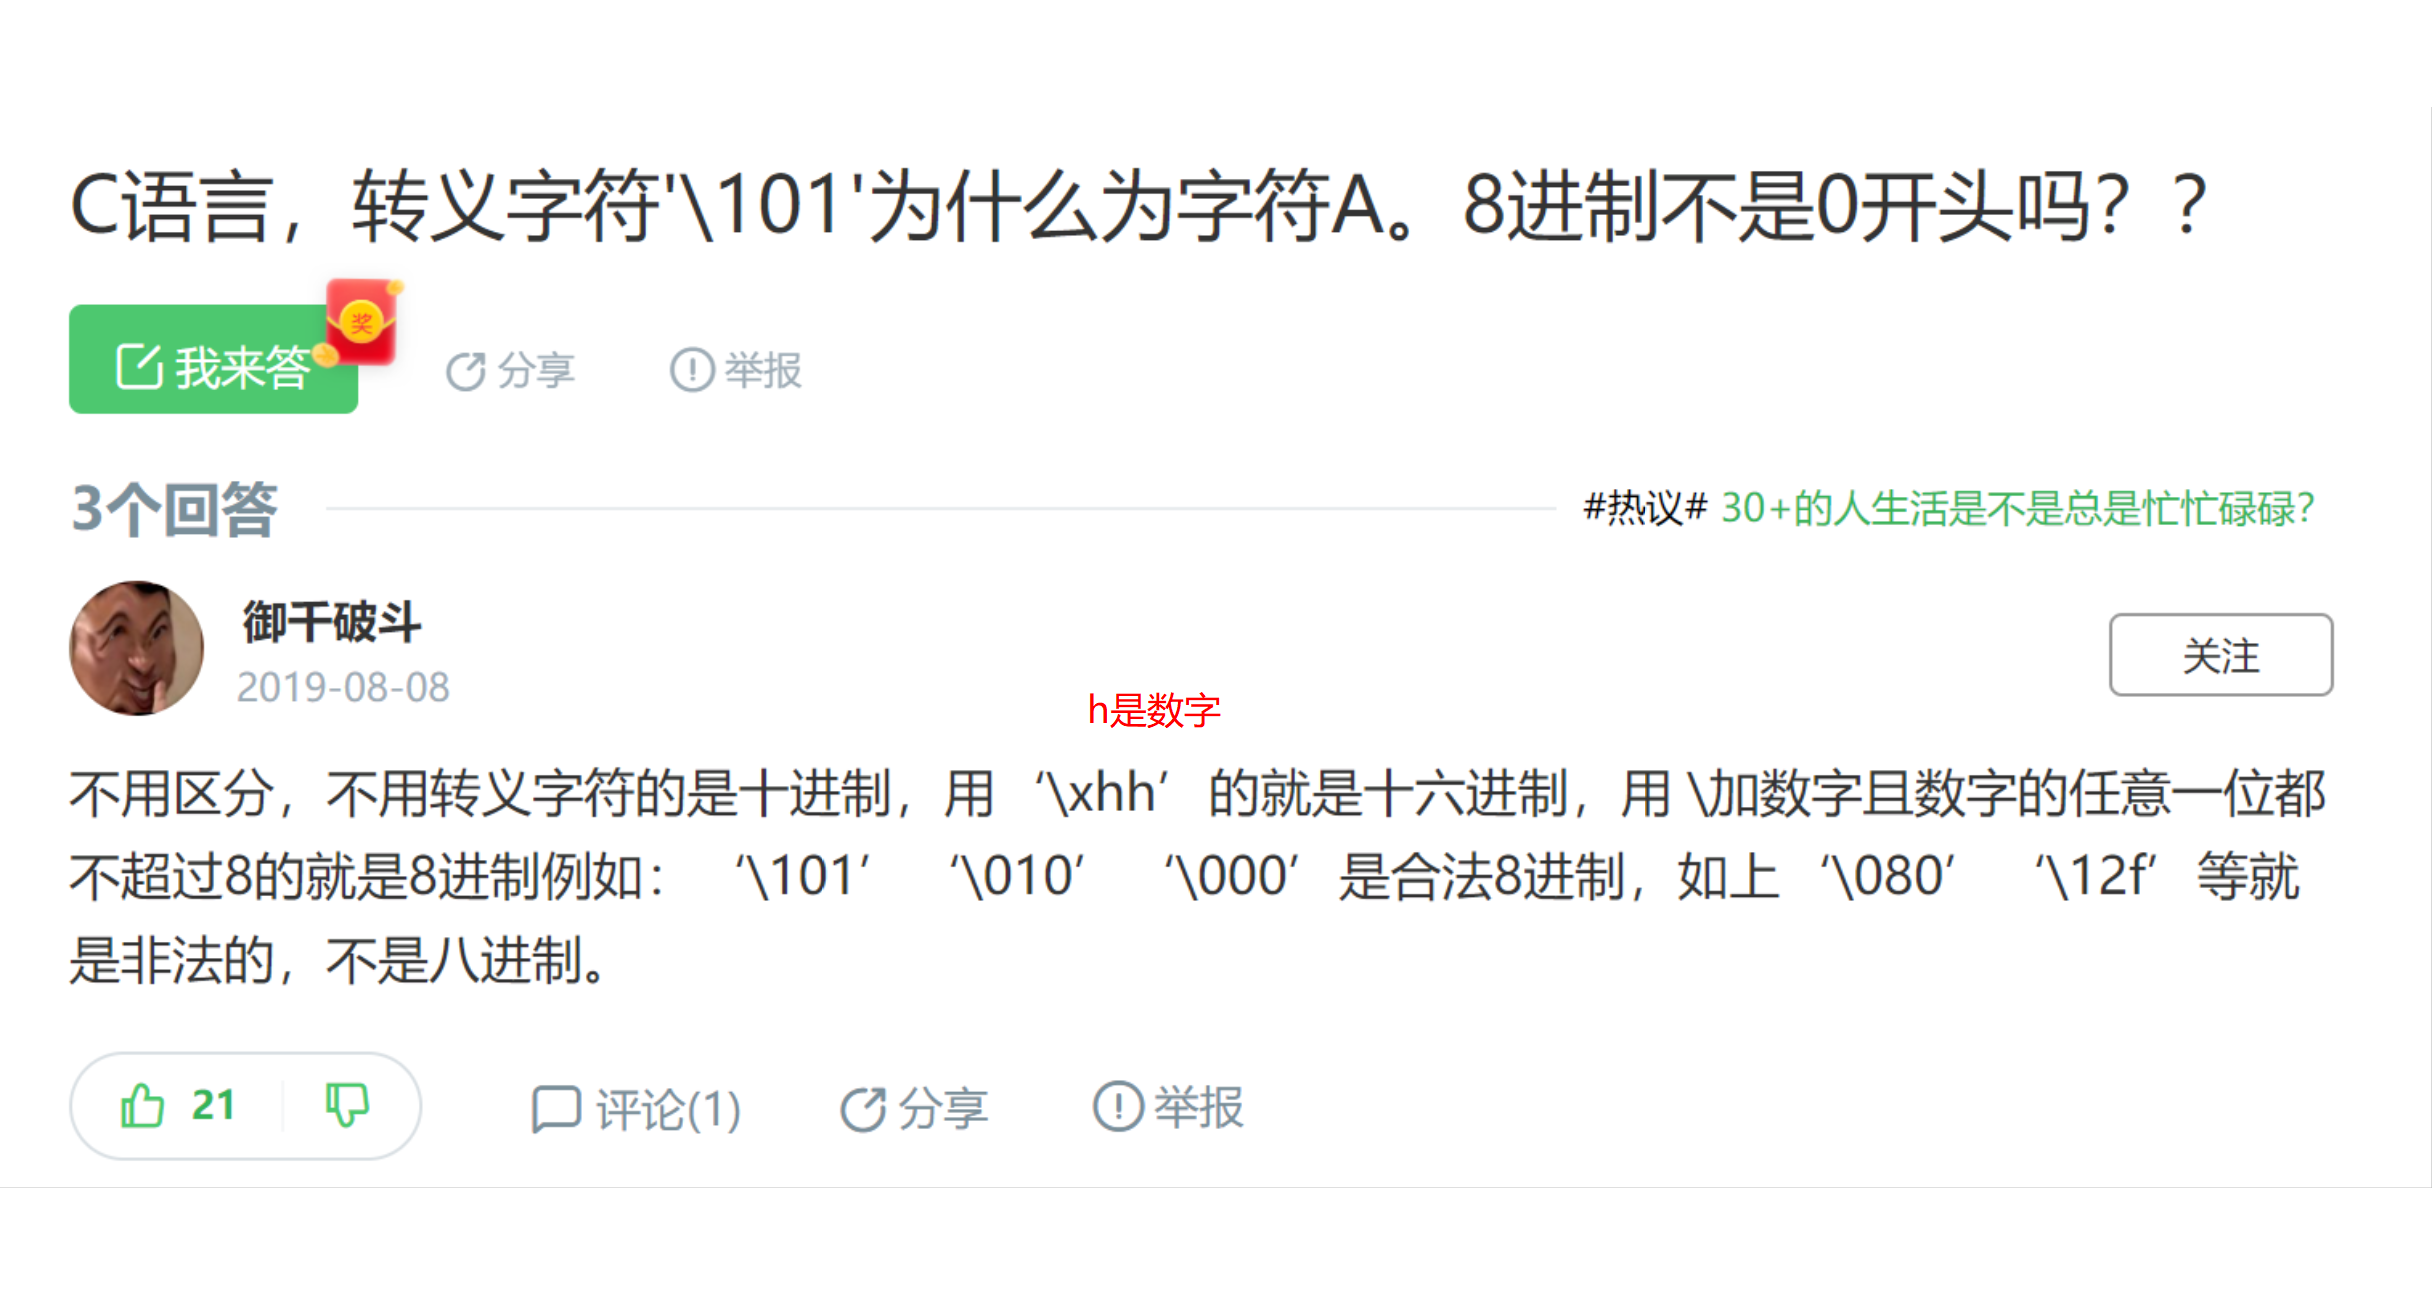 C语言，转义字符'\101'为什么为字符A。8进制不是0开头吗？？
奖
我来答
分享
举报
3个回答
#热议# 30+的人生活是不是总是忙忙碌碌？
御干破斗
2019-08-08
关注
h是数字
不用区分，不用转义字符的是十进制，用‘\xhh’的就是十六进制，用 \加数字且数字的任意一位都
不超过8的就是8进制例如：‘\101’ ‘\010’ ‘\000’是合法8进制，如上‘\080’ ‘\12f’等就
是非法的，不是八进制。
21
评论(1)
分享
举报